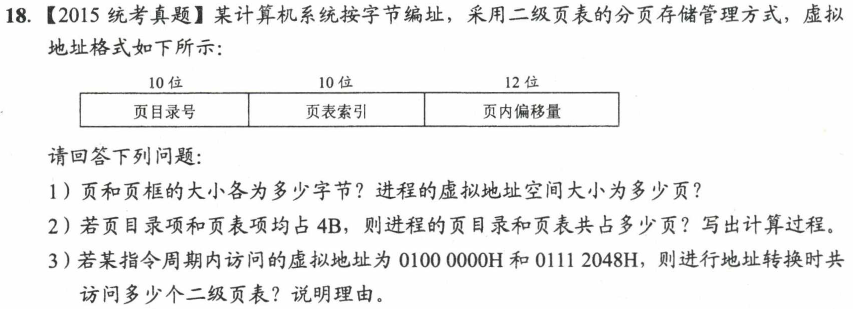 18.【2015 统考真题】某计算机系统按字节编址，采用二级页表的分页存储管理方式，虚拟
地址格式如下所示：
10 位 10 位 12 位
页目录号 页表索引 页内偏移量
请回答下列问题：
1）页和页框的大小各为多少字节？进程的虚拟地址空间大小为多少页？
2）若页目录项和页表项均占 4B，则进程的页目录和页表共占多少页？写出计算过程。
3）若某指令周期内访问的虚拟地址为 0100 0000H 和 0111 2048H，则进行地址转换时共
访问多少个二级页表？说明理由。